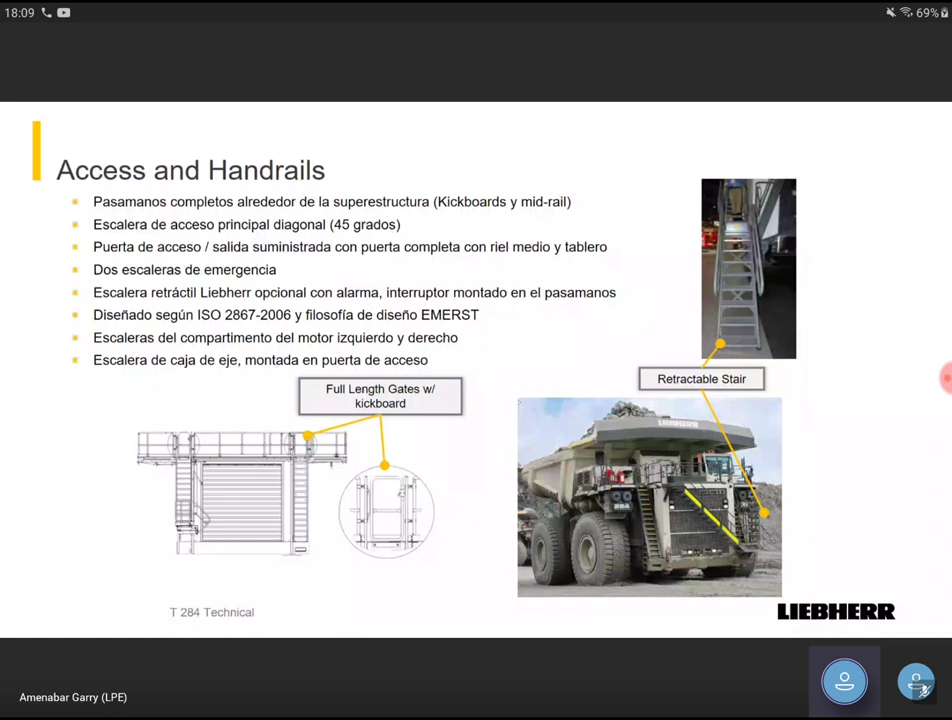 18:09
69%
Access and Handrails
Pasamanos completos alrededor de la superestructura (Kickboards y mid-rail)
Escalera de acceso principal diagonal (45 grados)
Puerta de acceso / salida suministrada con puerta completa con riel medio y tablero
Dos escaleras de emergencia
Escalera retráctil Liebherr opcional con alarma, interruptor montado en el pasamanos
Diseñado según ISO 2867-2006 y filosofía de diseño EMERST
Escaleras del compartimento del motor izquierdo y derecho
Escalera de caja de eje, montada en puerta de acceso
Full Length Gates w/
kickboard
Retractable Stair
LIEBHERR
T 284 Technical
LIEBHERR
Amenabar Garry (LPE)